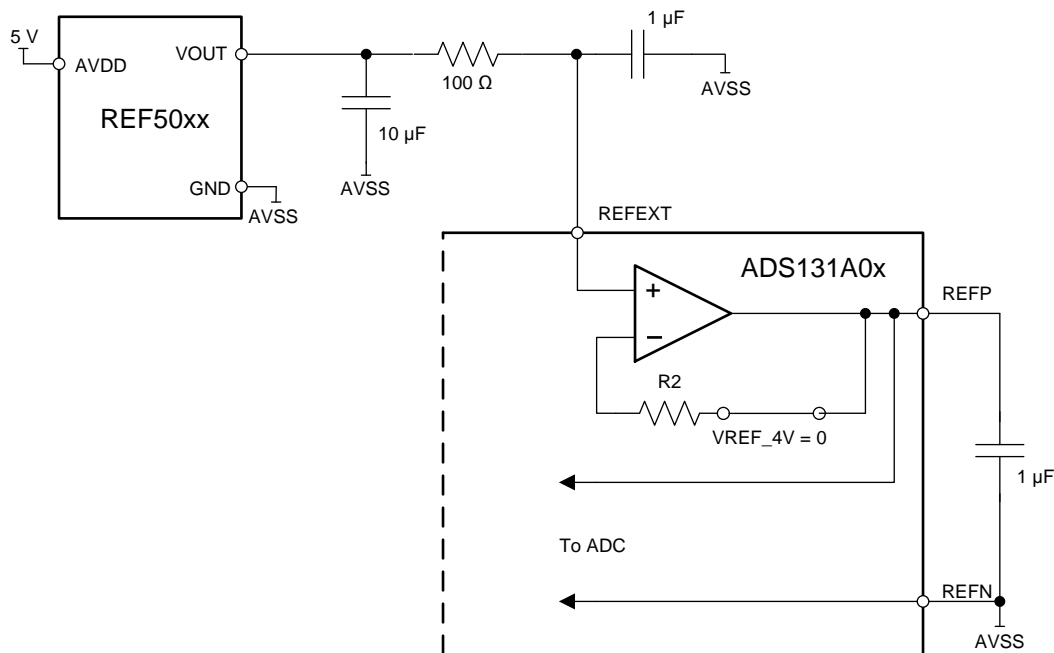 1 µF
5 V
AVDD
VOUT
100 Ω
AVSS
REF50xx
10 µF
AVSS
GND
AVSS
REFEXT
ADS131A0x
REFP
+
−
R2
VREF_4V = 0
1 µF
To ADC
REFN
AVSS